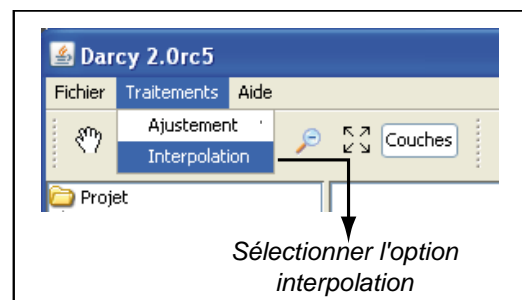 Darcy 2.0rc5
Fichier Traitements Aide
Ajustement
Interpolation
Couches
Projet
Sélectionner l'option
interpolation